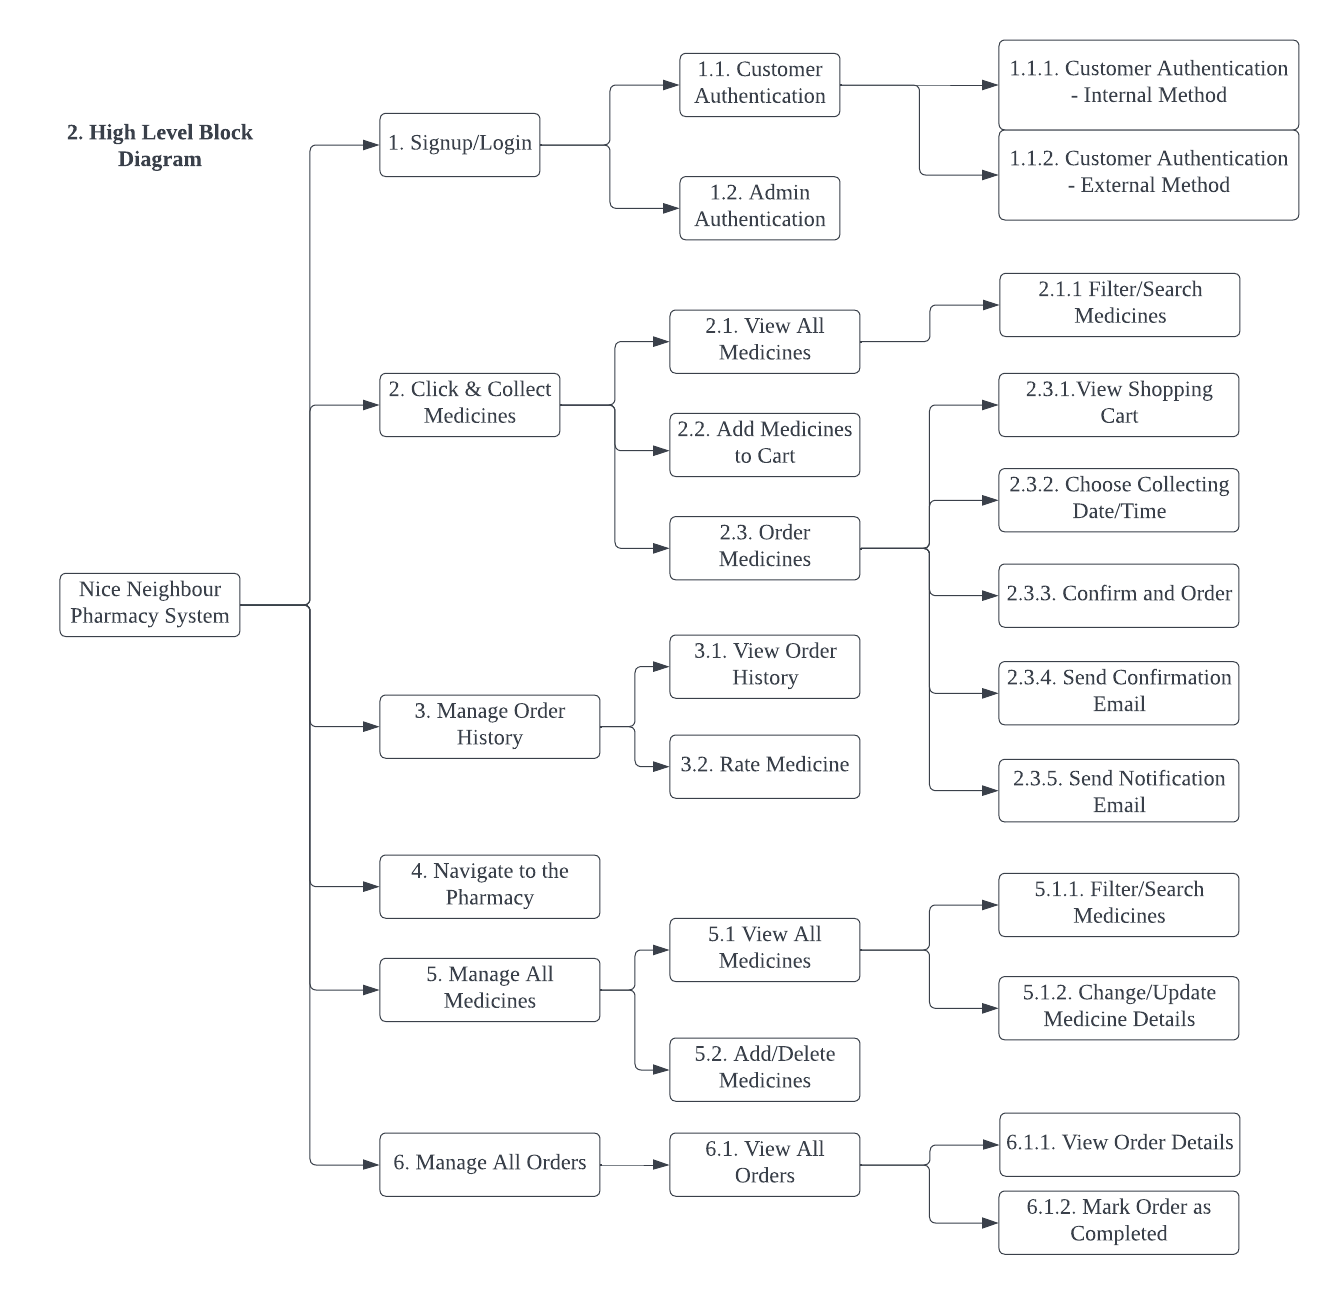 2. High Level Block
Diagram
Nice Neighbour
Pharmacy System
1. Signup/Login
1.1. Customer
Authentication
1.1.1. Customer Authentication
- Internal Method
1.1.2. Customer Authentication
- External Method
1.2. Admin
Authentication
2. Click & Collect
Medicines
2.1. View All
Medicines
2.1.1 Filter/Search
Medicines
2.2. Add Medicines
to Cart
2.3. Order
Medicines
2.3.1.View Shopping
Cart
2.3.2. Choose Collecting
Date/Time
2.3.3. Confirm and Order
2.3.4. Send Confirmation
Email
2.3.5. Send Notification
Email
3. Manage Order
History
3.1. View Order
History
3.2. Rate Medicine
4. Navigate to the
Pharmacy
5. Manage All
Medicines
5.1 View All
Medicines
5.1.1. Filter/Search
Medicines
5.1.2. Change/Update
Medicine Details
5.2. Add/Delete
Medicines
6. Manage All Orders
6.1. View All
Orders
6.1.1. View Order Details
6.1.2. Mark Order as
Completed